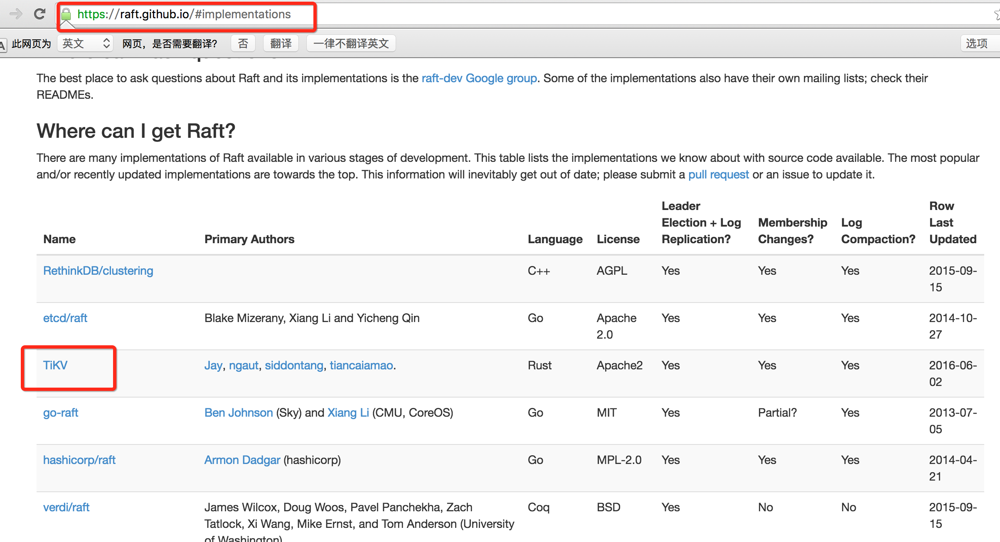 https://raft.github.io/#implementations
此网页为 英文 网页，是否需要翻译？ 否 翻译 一律不翻译英文 选项
The best place to ask questions about Raft and its implementations is the raft-dev Google group. Some of the implementations also have their own mailing lists; check their
READMEs.
Where can I get Raft?
There are many implementations of Raft available in various stages of development. This table lists the implementations we know about with source code available. The most popular
and/or recently updated implementations are towards the top. This information will inevitably get out of date; please submit a pull request or an issue to update it.
Leader Row
Election + Log Membership Log Last
Name Primary Authors Language License Replication? Changes? Compaction? Updated
RethinkDB/clustering C++ AGPL Yes Yes Yes 2015-09-
15
etcd/raft Blake Mizerany, Xiang Li and Yicheng Qin Go Apache Yes Yes Yes 2014-10-
2.0 27
TiKV Jay, ngaut, siddontang, tiancaiamao. Rust Apache2 Yes Yes Yes 2016-06-
02
go-raft Ben Johnson (Sky) and Xiang Li (CMU, CoreOS) Go MIT Yes Partial? Yes 2013-07-
05
hashicorp/raft Armon Dadgar (hashicorp) Go MPL-2.0 Yes Yes Yes 2014-04-
21
verdi/raft James Wilcox, Doug Woos, Pavel Panchekha, Zach Coq BSD Yes No No 2015-09-
Tatlock, Xi Wang, Mike Ernst, and Tom Anderson (University 15
of Washington)